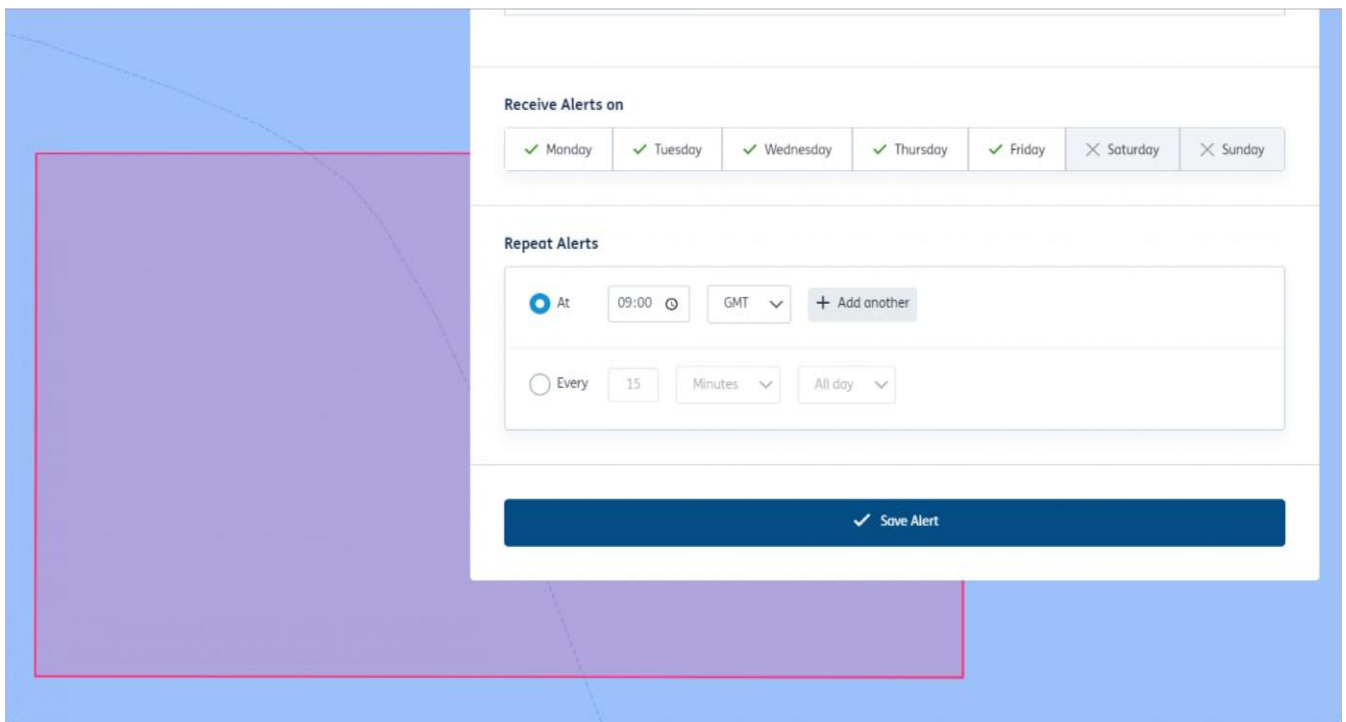 Receive Alerts on
Monday Tuesday Wednesday Thursday Friday Saturday Sunday
Repeat Alerts
At 09:00 GMT + Add another
Every 15 Minutes All day
Save Alert